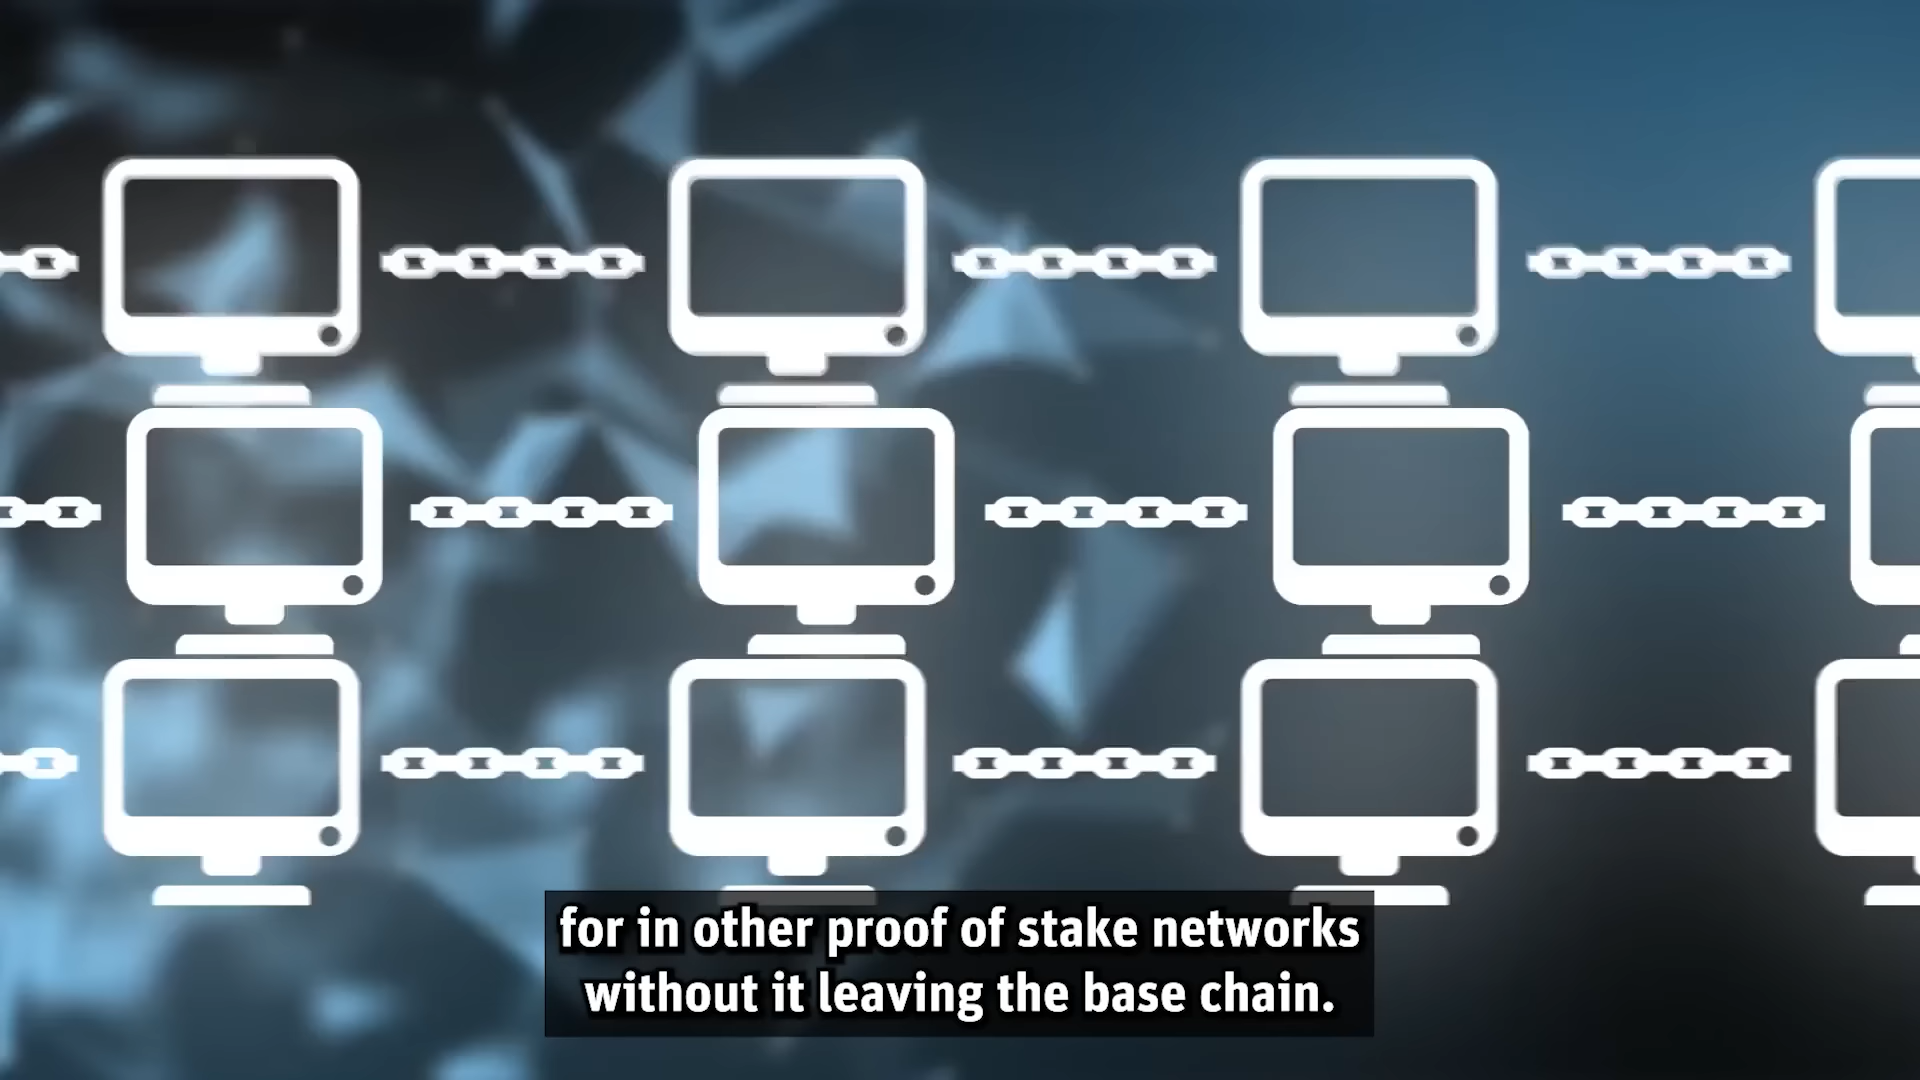 for in other proof of stake networks
without it leaving the base chain.